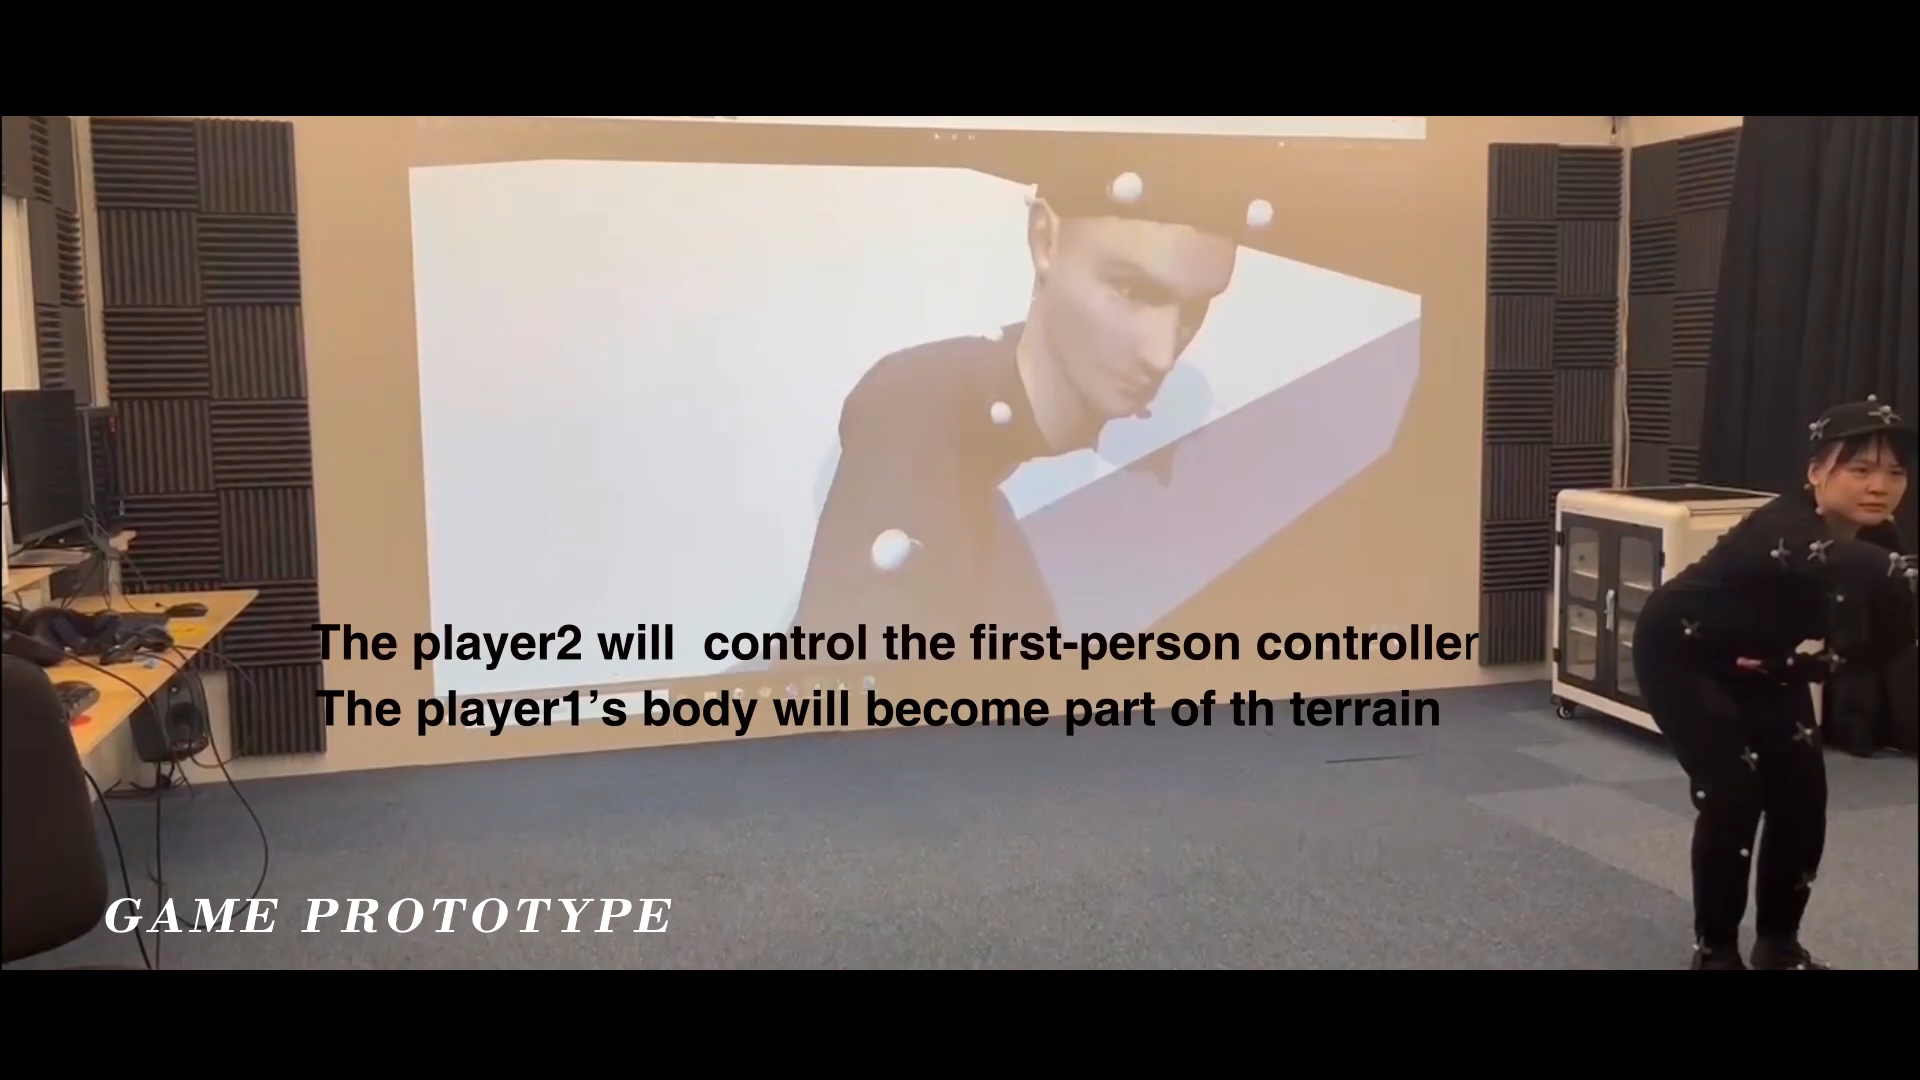 The player2 will  control the first-person controller
The player1’s body will become part of th terrain
GAME PROTOTYPE